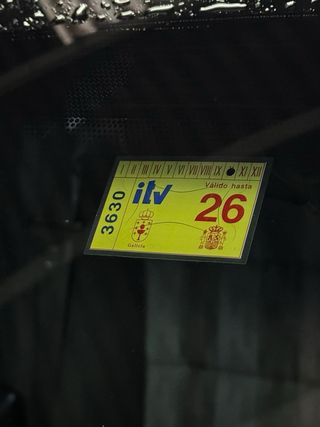 I II III IV V VI VII VIII IX XI XII
itv
Válido hasta
26
3630
Galicia